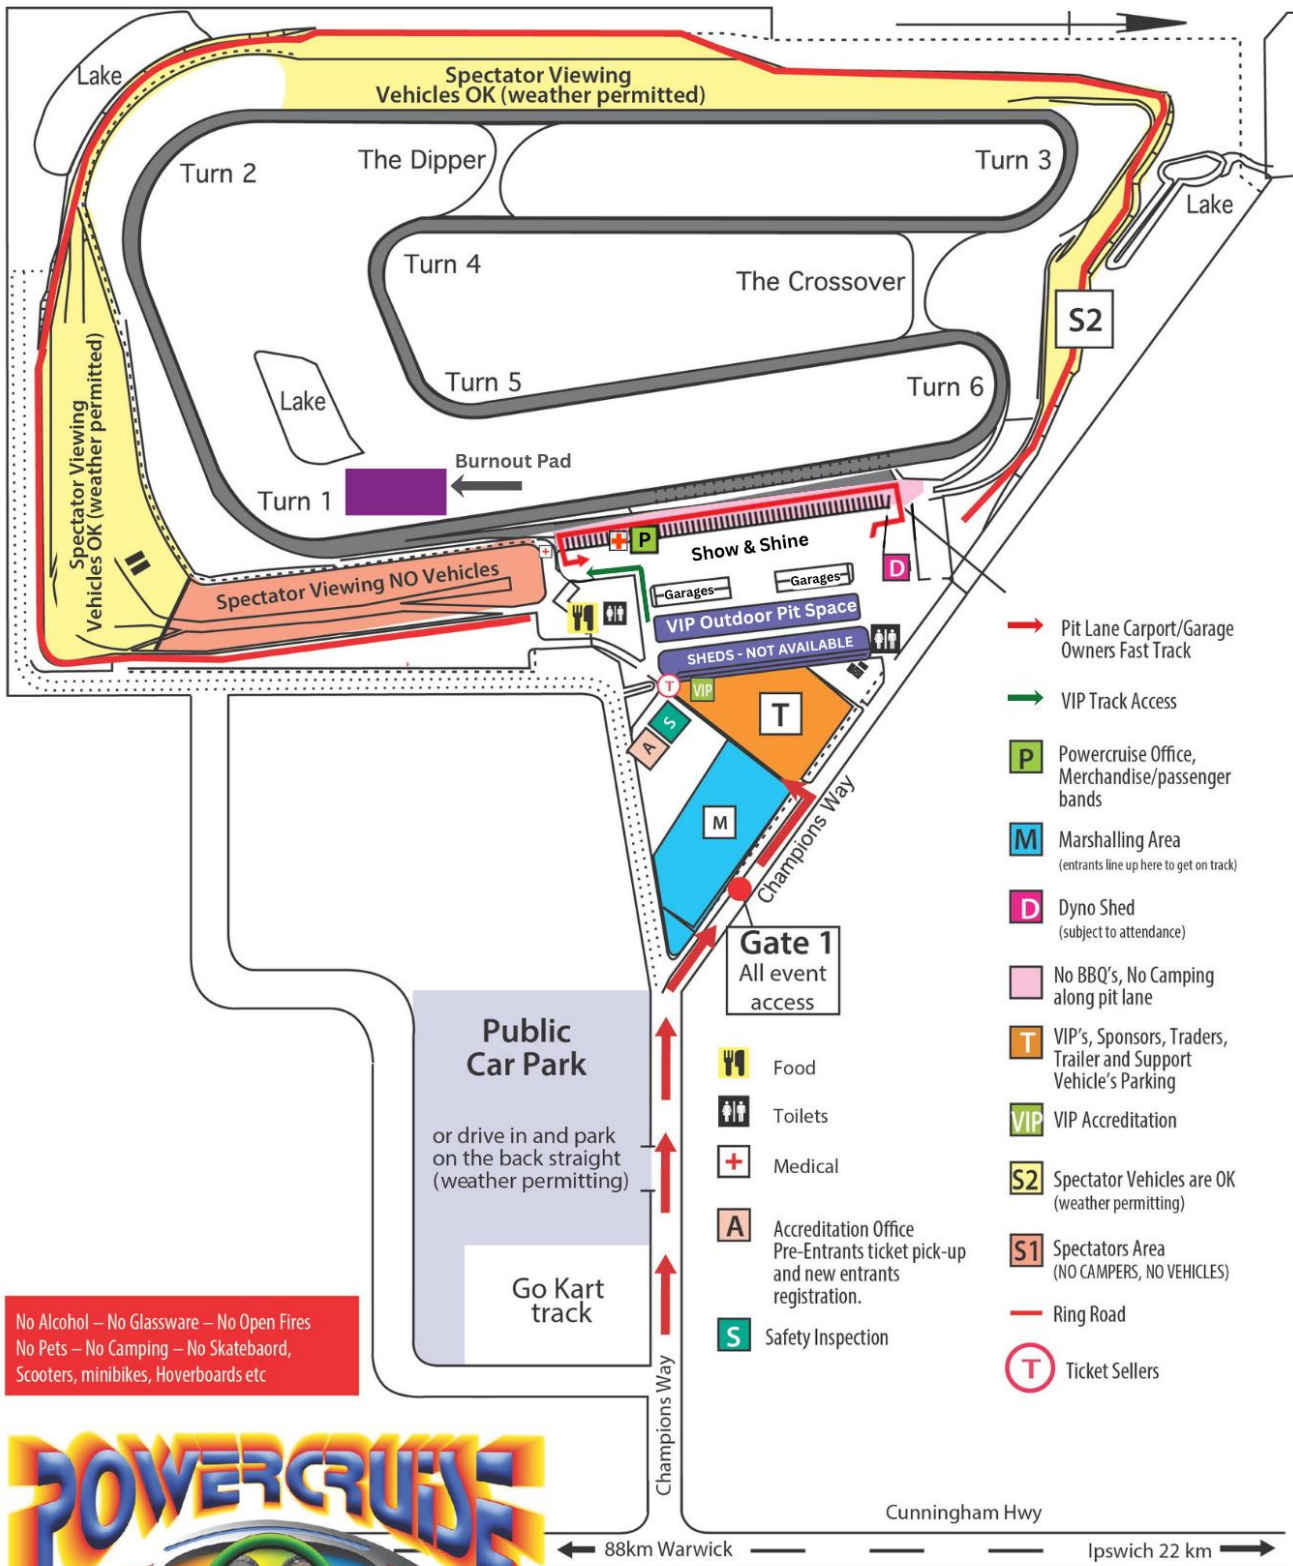 Lake
Spectator Viewing
Vehicles OK (weather permitted)
Turn 2
The Dipper
Turn 3
Lake
Turn 4
The Crossover
S2
Turn 5
Turn 6
Lake
Spectator Viewing
Vehicles OK (weather permitted)
Burnout Pad
Turn 1
P
Show & Shine
D
Spectator Viewing NO Vehicles
Garages
Garages
VIP Outdoor Pit Space
SHEDS - NOT AVAILABLE
T
VIP
T
S
A
M
Champions Way
Gate 1
All event
access
Public
Car Park
or drive in and park
on the back straight
(weather permitting)
Go Kart
track
Champions Way
Food
Toilets
Medical
A
Accreditation Office
Pre-Entrants ticket pick-up
and new entrants
registration.
S
Safety Inspection
Pit Lane Carport/Garage
Owners Fast Track
VIP Track Access
P
Powercruise Office,
Merchandise/passenger
bands
M
Marshalling Area
(entrants line up here to get on track)
D
Dyno Shed
(subject to attendance)
No BBQ's, No Camping
along pit lane
T
VIP's, Sponsors, Traders,
Trailer and Support
Vehicle's Parking
VIP
VIP Accreditation
S2
Spectator Vehicles are OK
(weather permitting)
S1
Spectators Area
(NO CAMPERS, NO VEHICLES)
Ring Road
T
Ticket Sellers
No Alcohol – No Glassware – No Open Fires
No Pets – No Camping – No Skatebaord,
Scooters, minibikes, Hoverboards etc
POWERCRUISE
Cunningham Hwy
88km Warwick
Ipswich 22 km